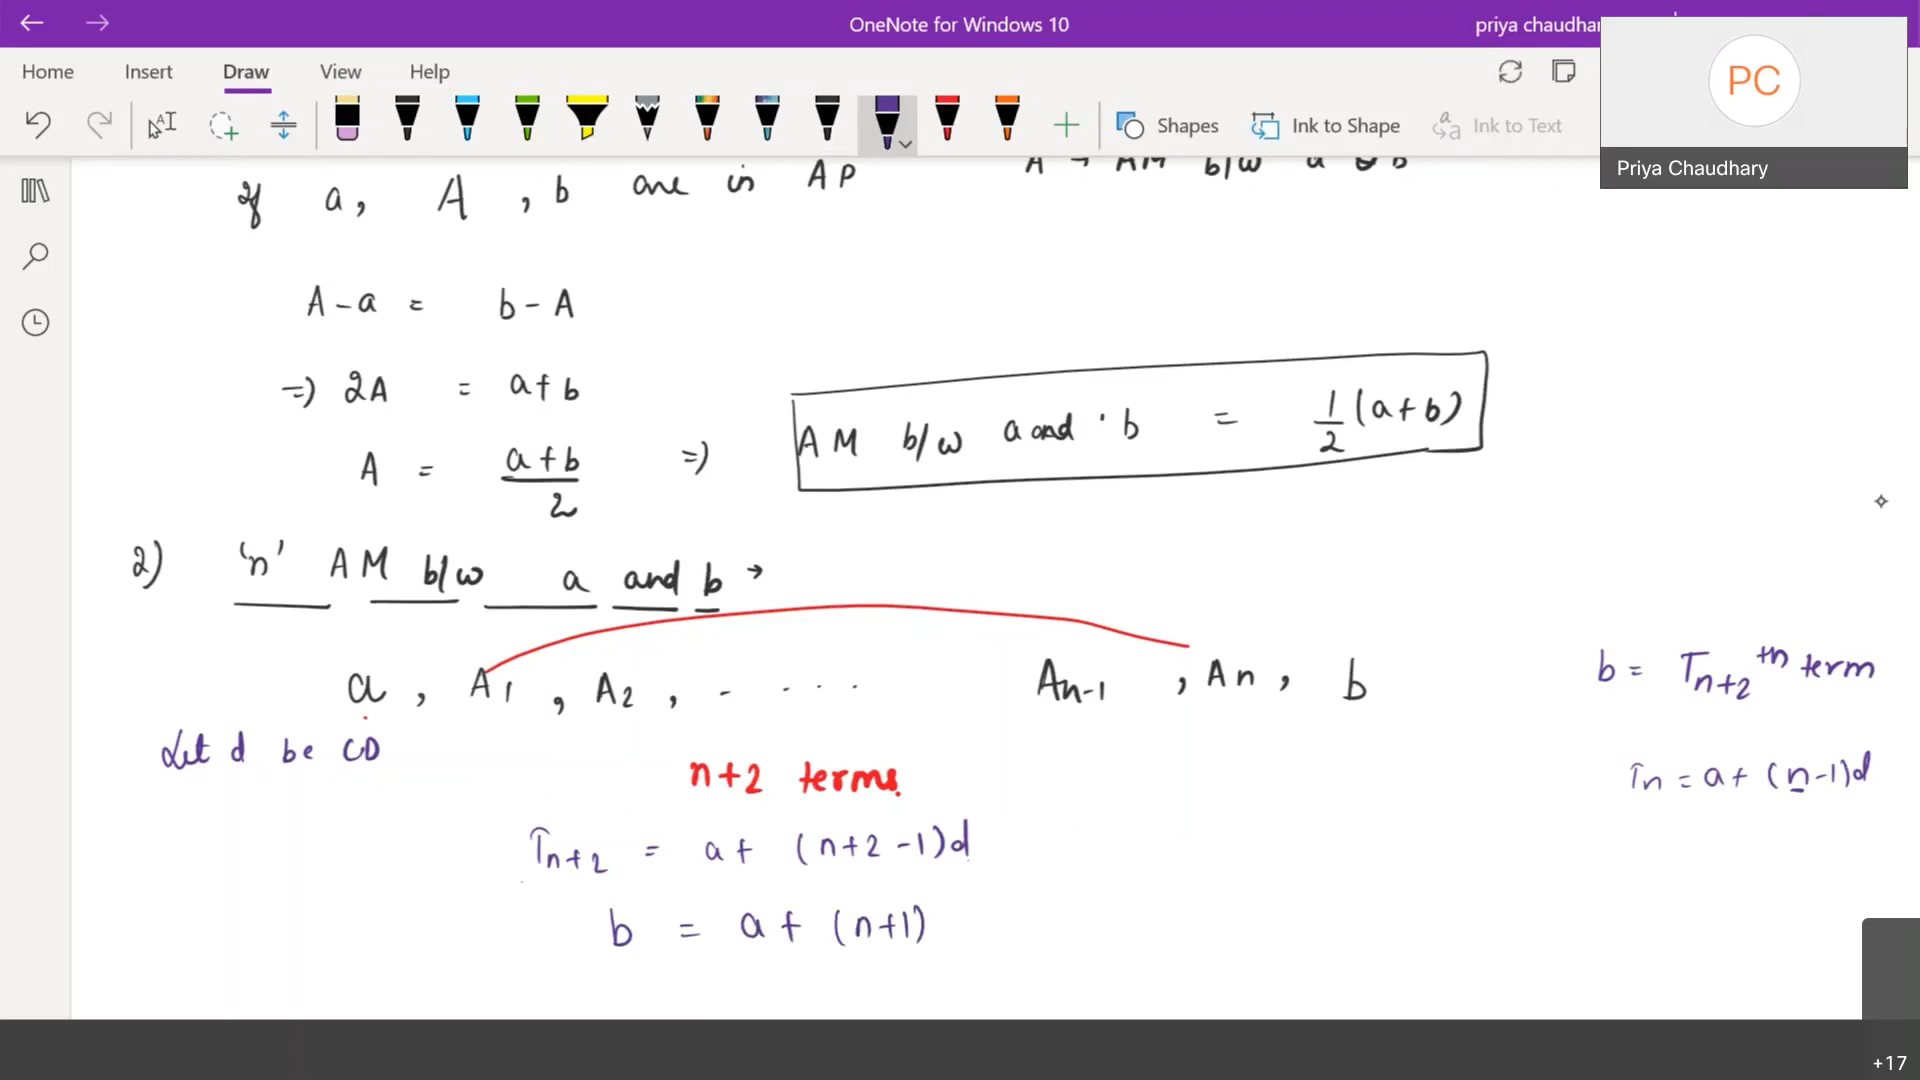 OneNote for Windows 10
priya chaudhar
PC
Priya Chaudhary
Home Insert Draw View Help
Shapes Ink to Shape Ink to Text
A → AM b/w a & b
If a, A, b are in AP
A - a = b - A
=) 2A = a+b
A = a+b/2 =) AM b/w a and b = 1/2 (a+b)
2) 'n' AM b/w a and b →
a, A1, A2, - . . . . An-1, An, b
b = Tn+2 th term
Let d be CD
n+2 terms.
Tn = a + (n-1)d
Tn+2 = a + (n+2-1)d
b = a + (n+1)
+17